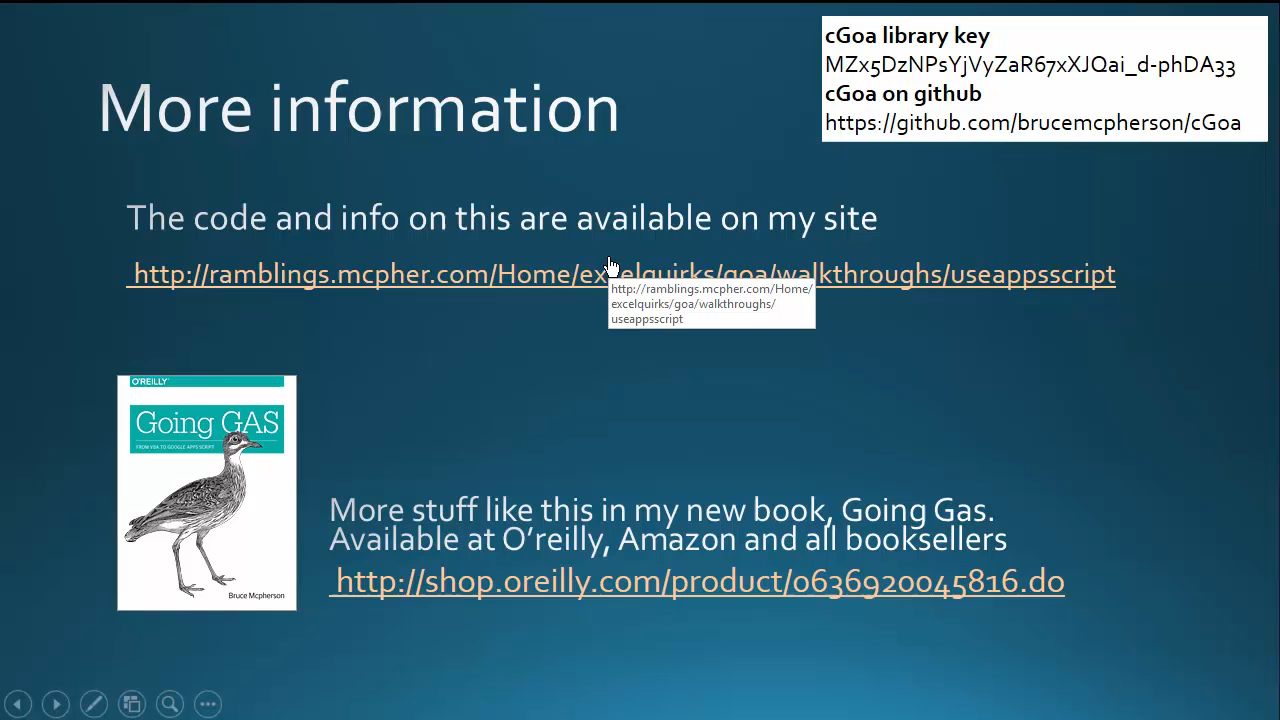 cGoa library key
MZx5DzNPsYjVyZaR67xXJQai_d-phDA33
cGoa on github
https://github.com/brucemcpherson/cGoa
More information
The code and info on this are available on my site
http://ramblings.mcpher.com/Home/excelquirks/goa/walkthroughs/useappsscript
http://ramblings.mcpher.com/Home/
excelquirks/goa/walkthroughs/
useappsscript
O'REILLY
Going GAS
FROM VBA TO GOOGLE APPS SCRIPT
Bruce Mcpherson
More stuff like this in my new book, Going Gas.
Available at O’reilly, Amazon and all booksellers
http://shop.oreilly.com/product/0636920045816.do